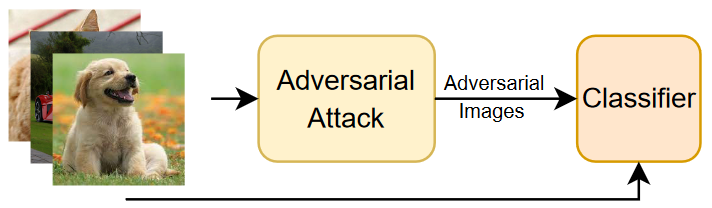 Adversarial
Attack
Adversarial
Images
Classifier